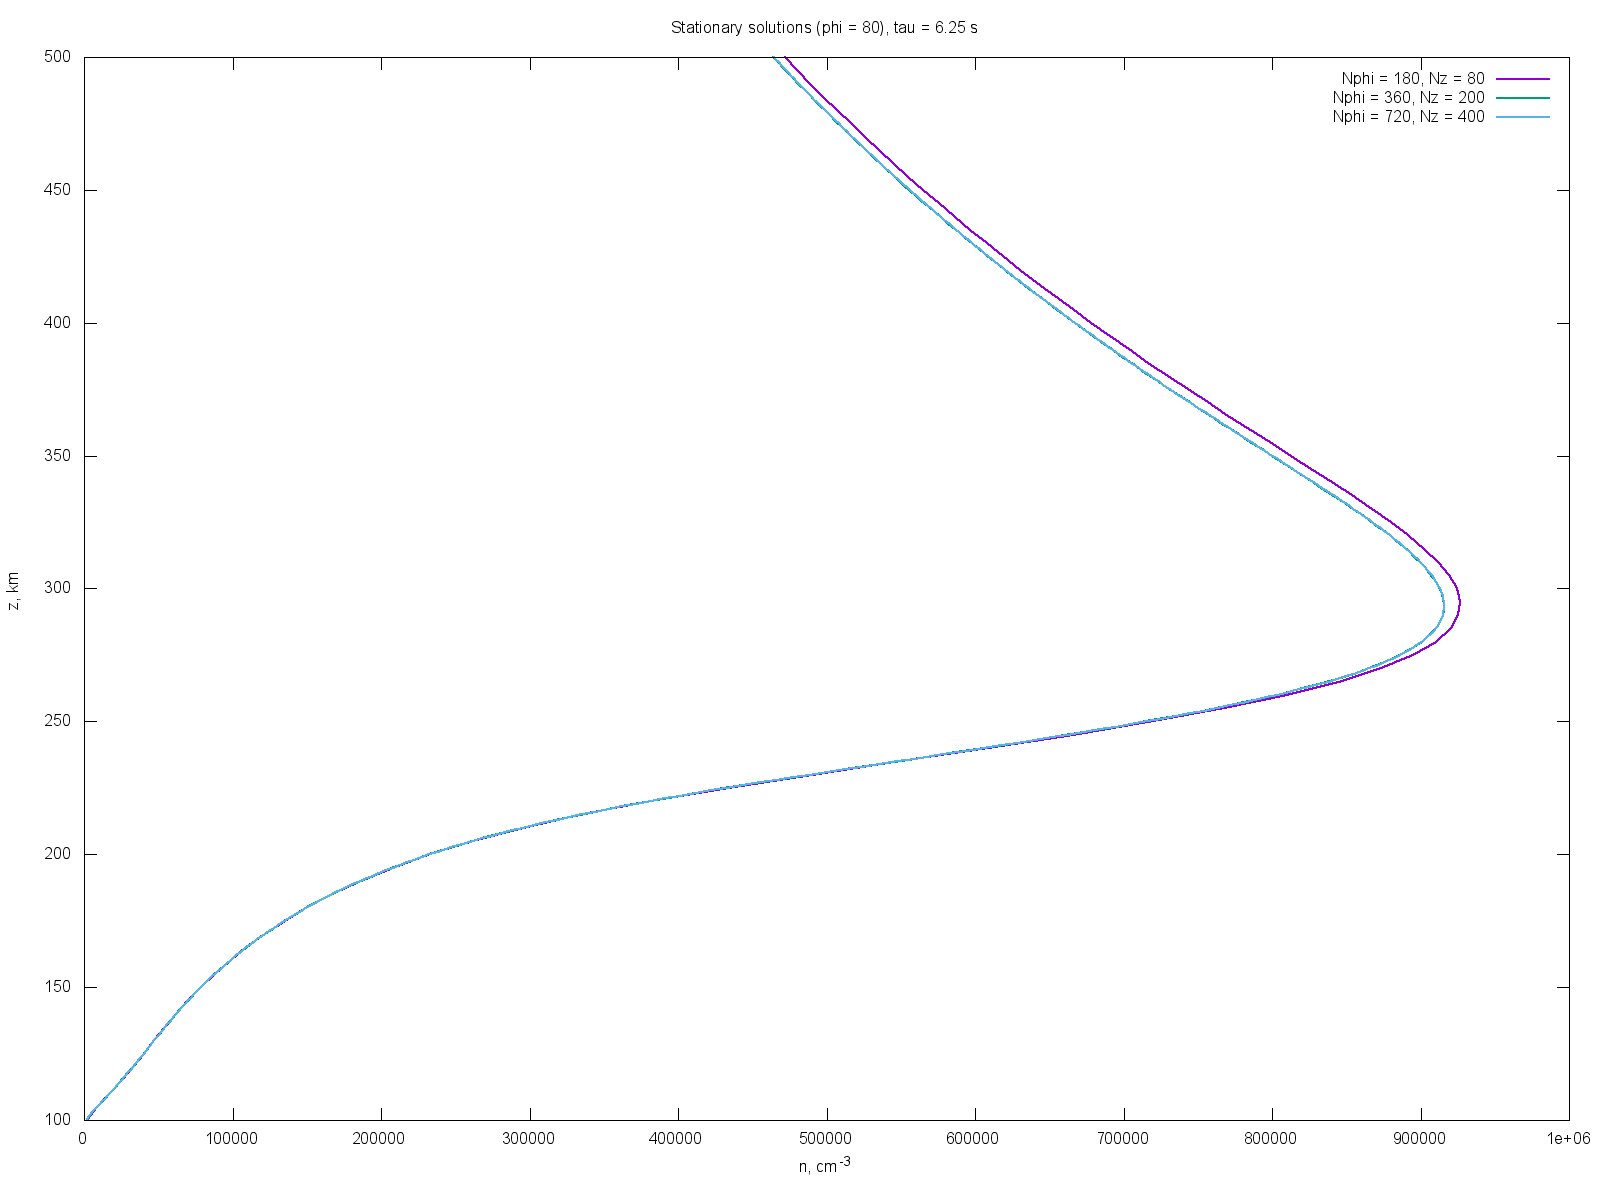 Stationary solutions (phi = 80), tau = 6.25 s
500
450
400
350
300
250
200
150
100
z, km
Nphi = 180, Nz = 80
Nphi = 360, Nz = 200
Nphi = 720, Nz = 400
0 100000 200000 300000 400000 500000 600000 700000 800000 900000 1e+06
n, cm-3